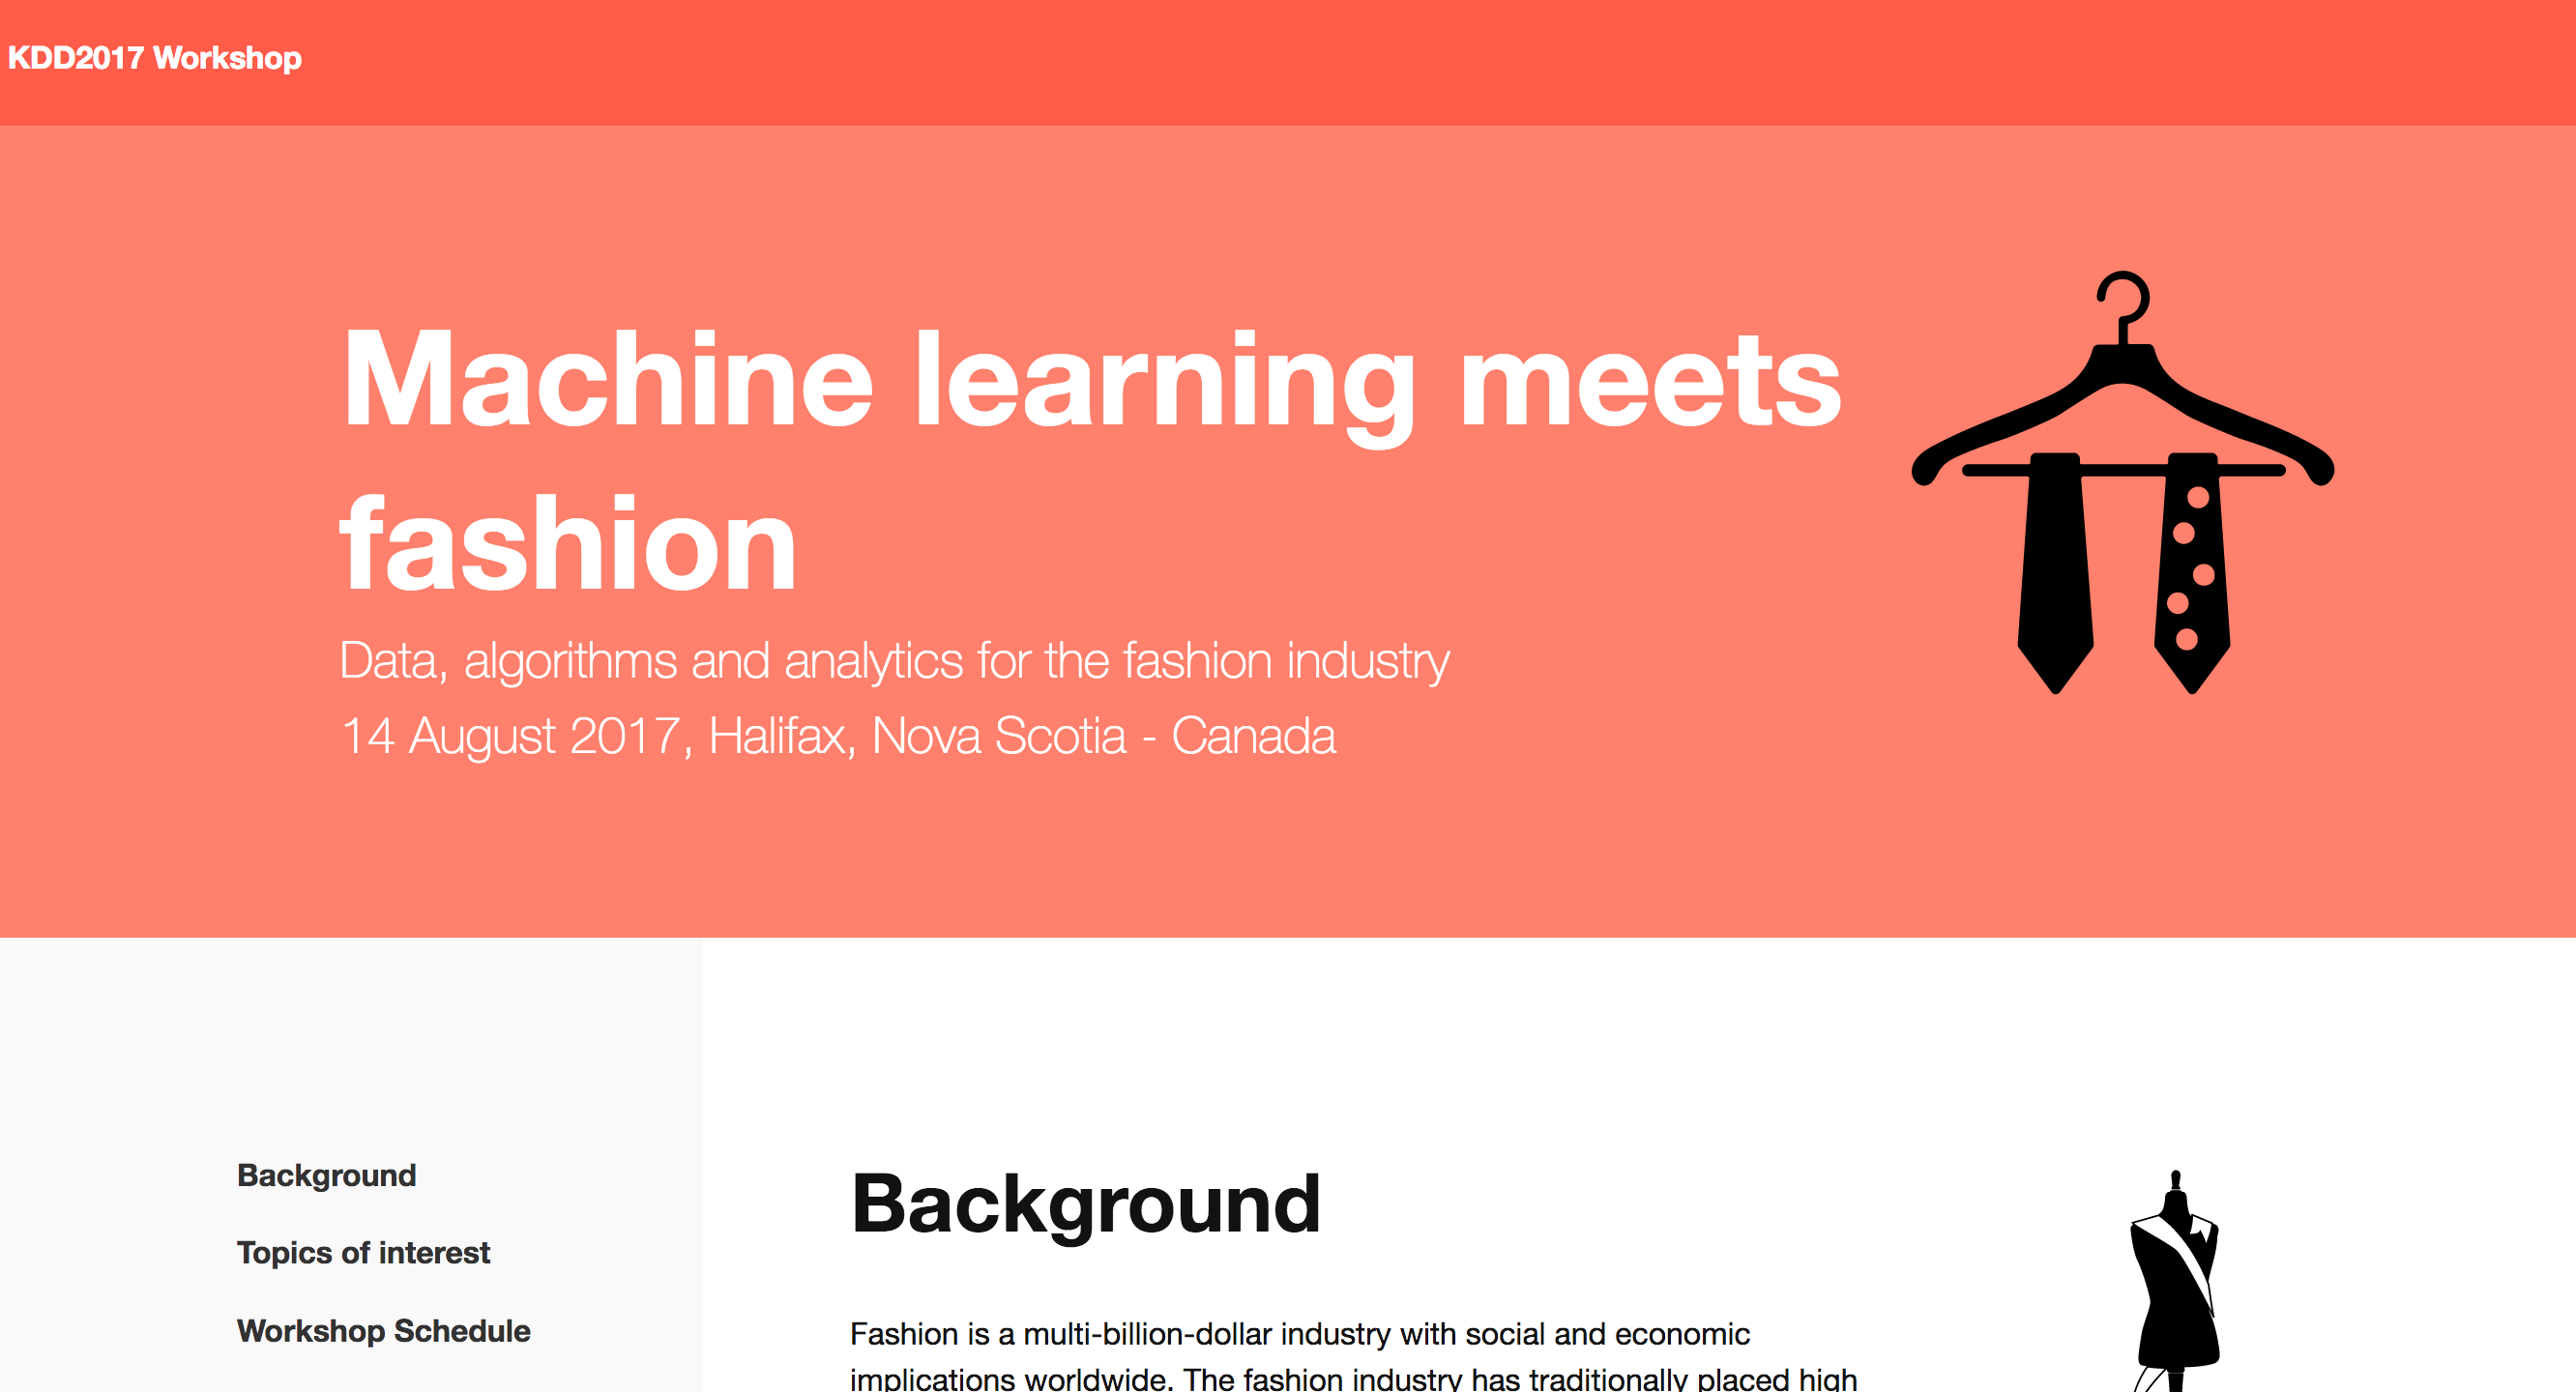 KDD2017 Workshop
Machine learning meets
fashion
Data, algorithms and analytics for the fashion industry
14 August 2017, Halifax, Nova Scotia - Canada
Background
Topics of interest
Workshop Schedule
Background
Fashion is a multi-billion-dollar industry with social and economic
implications worldwide. The fashion industry has traditionally placed high